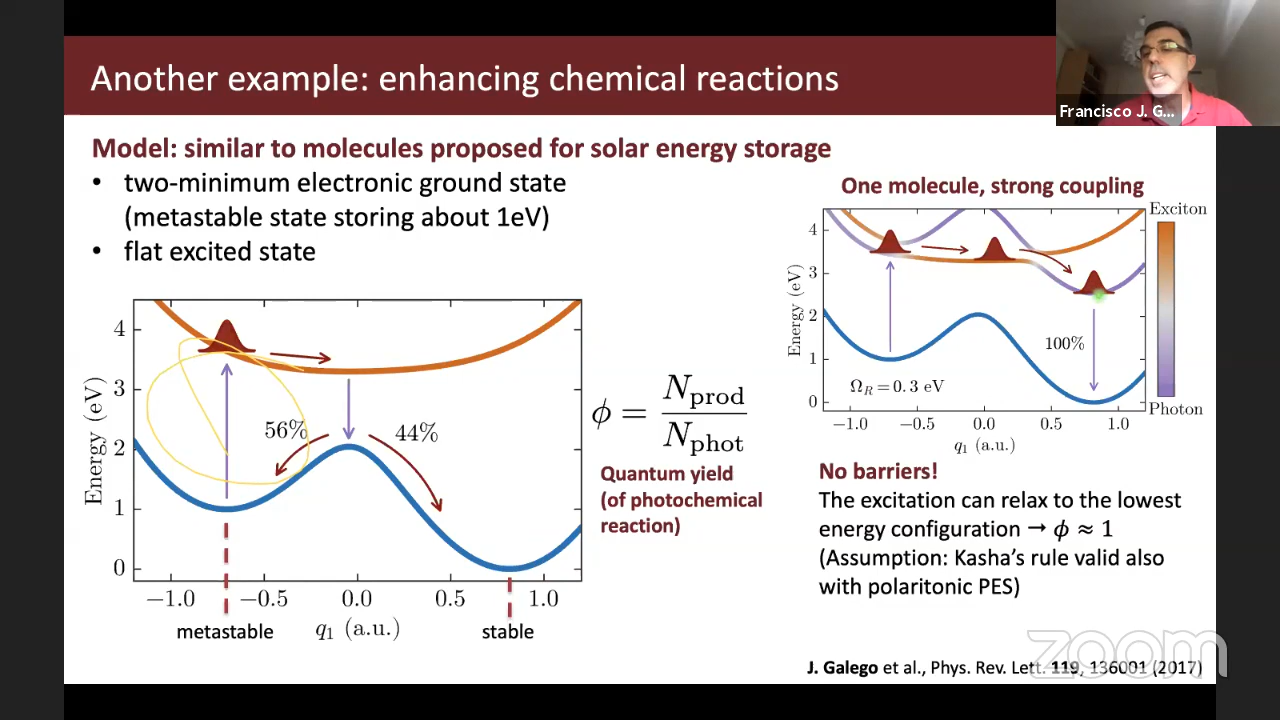 Another example: enhancing chemical reactions
Francisco J. G...
Model: similar to molecules proposed for solar energy storage
• two-minimum electronic ground state
(metastable state storing about 1eV)
• flat excited state
4
3
2
1
0
Energy (eV)
56%
44%
−1.0
−0.5
0.0
0.5
1.0
q₁ (a.u.)
metastable
stable
ϕ = N_prod / N_phot
Quantum yield
(of photochemical
reaction)
One molecule, strong coupling
4
3
2
1
0
Energy (eV)
100%
Ω_R = 0.3 eV
−1.0
−0.5
0.0
0.5
1.0
q₁ (a.u.)
Exciton
Photon
No barriers!
The excitation can relax to the lowest
energy configuration → ϕ ≈ 1
(Assumption: Kasha's rule valid also
with polaritonic PES)
J. Galego et al., Phys. Rev. Lett. 119, 136001 (2017)
zoom